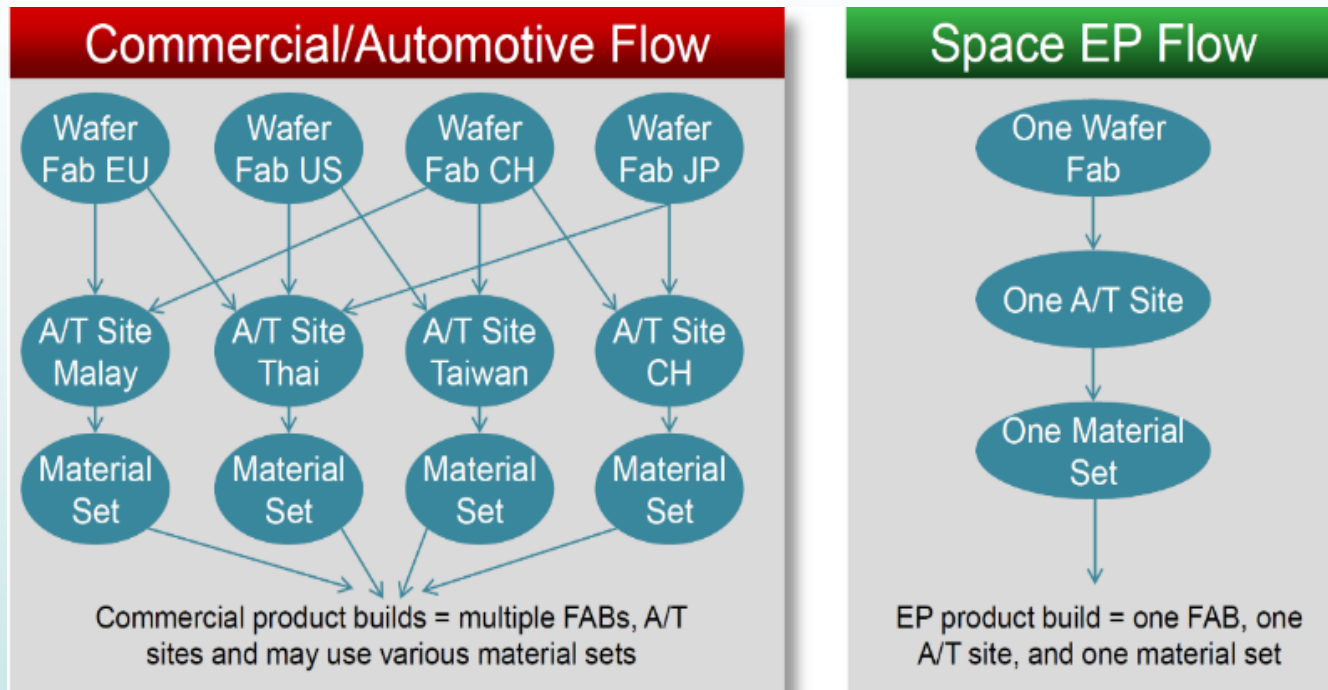 Commercial/Automotive Flow
Wafer
Fab EU
Wafer
Fab US
Wafer
Fab CH
Wafer
Fab JP
A/T Site
Malay
A/T Site
Thai
A/T Site
Taiwan
A/T Site
CH
Material
Set
Material
Set
Material
Set
Material
Set
Commercial product builds = multiple FABs, A/T
sites and may use various material sets
Space EP Flow
One Wafer
Fab
One A/T Site
One Material
Set
EP product build = one FAB, one
A/T site, and one material set